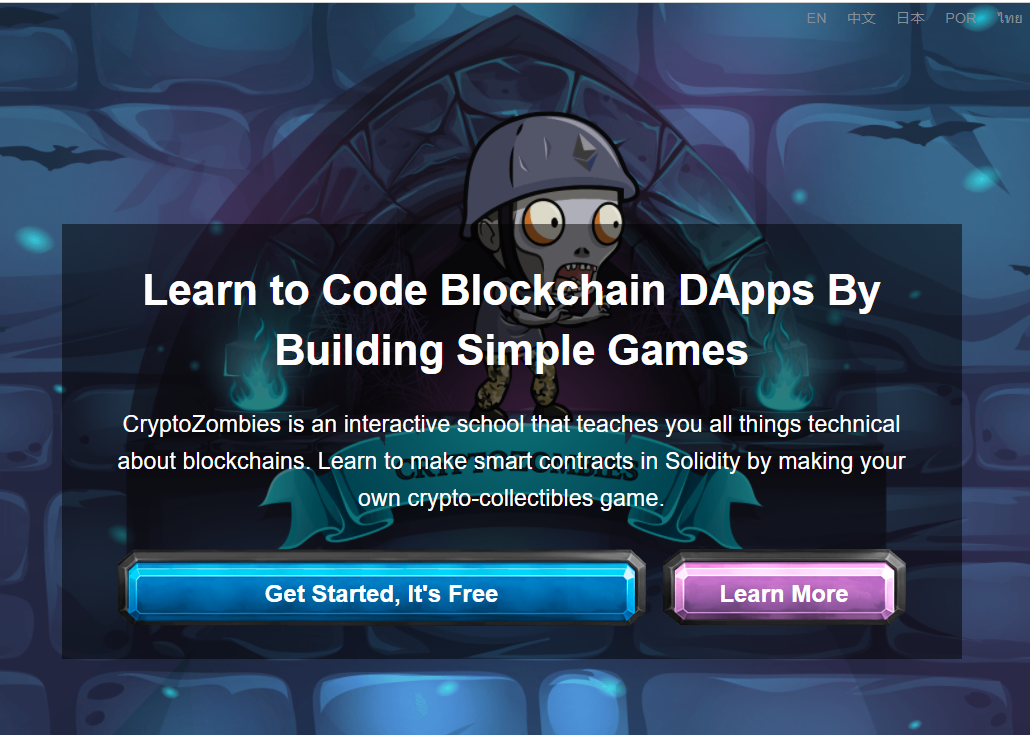 EN 中文 日本 POR ไทย
Learn to Code Blockchain DApps By
Building Simple Games
CryptoZombies is an interactive school that teaches you all things technical
about blockchains. Learn to make smart contracts in Solidity by making your
own crypto-collectibles game.
CRYPTOZOMBIES
Get Started, It's Free
Learn More